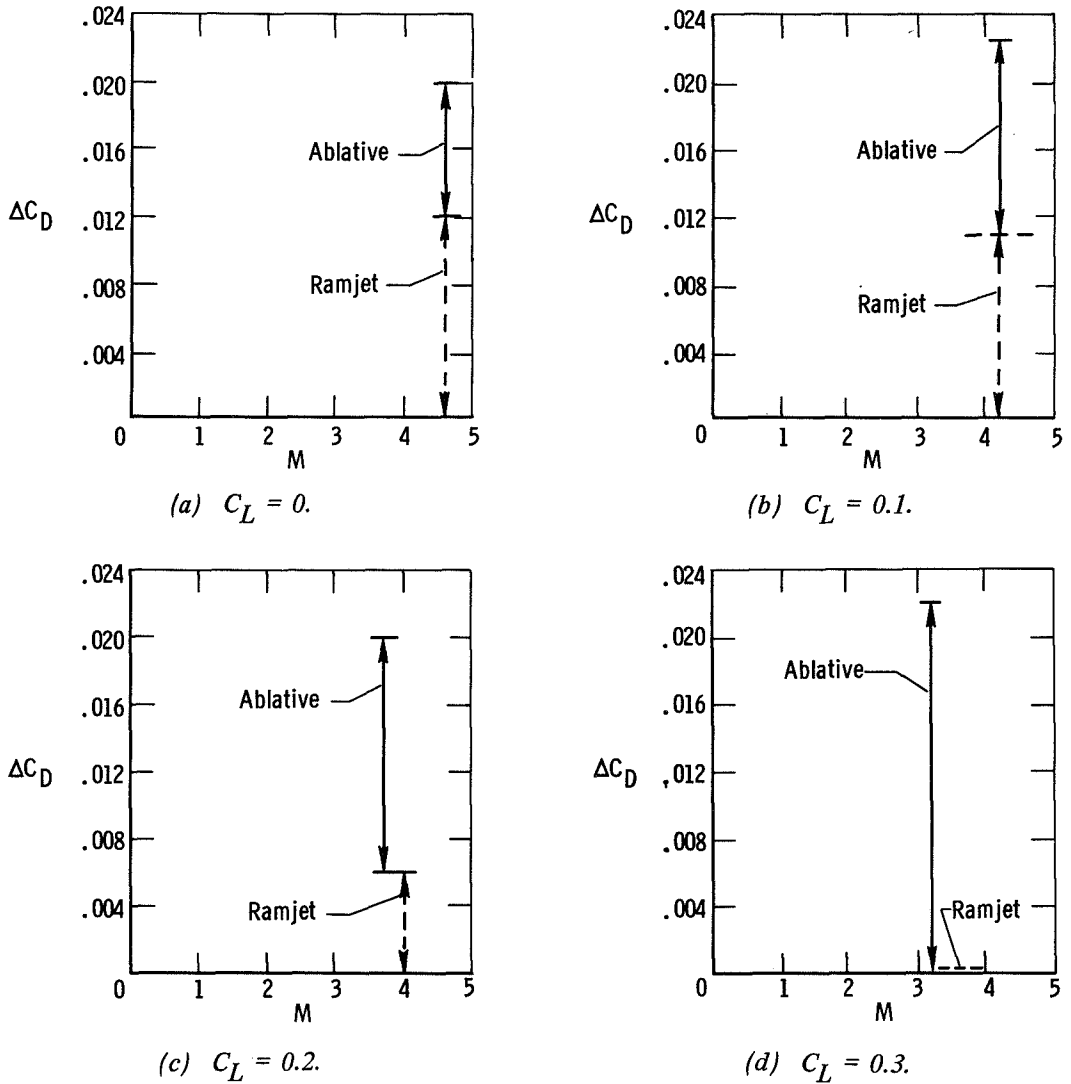 .024
.020
.016
.012
.008
.004
0
ΔC_D
Ablative
Ramjet
1 2 3 4 5
M
(a) C_L = 0.
.024
.020
.016
.012
.008
.004
0
ΔC_D
Ablative
Ramjet
1 2 3 4 5
M
(b) C_L = 0.1.
.024
.020
.016
.012
.008
.004
0
ΔC_D
Ablative
Ramjet
1 2 3 4 5
M
(c) C_L = 0.2.
.024
.020
.016
.012
.008
.004
0
ΔC_D
Ablative
Ramjet
1 2 3 4 5
M
(d) C_L = 0.3.